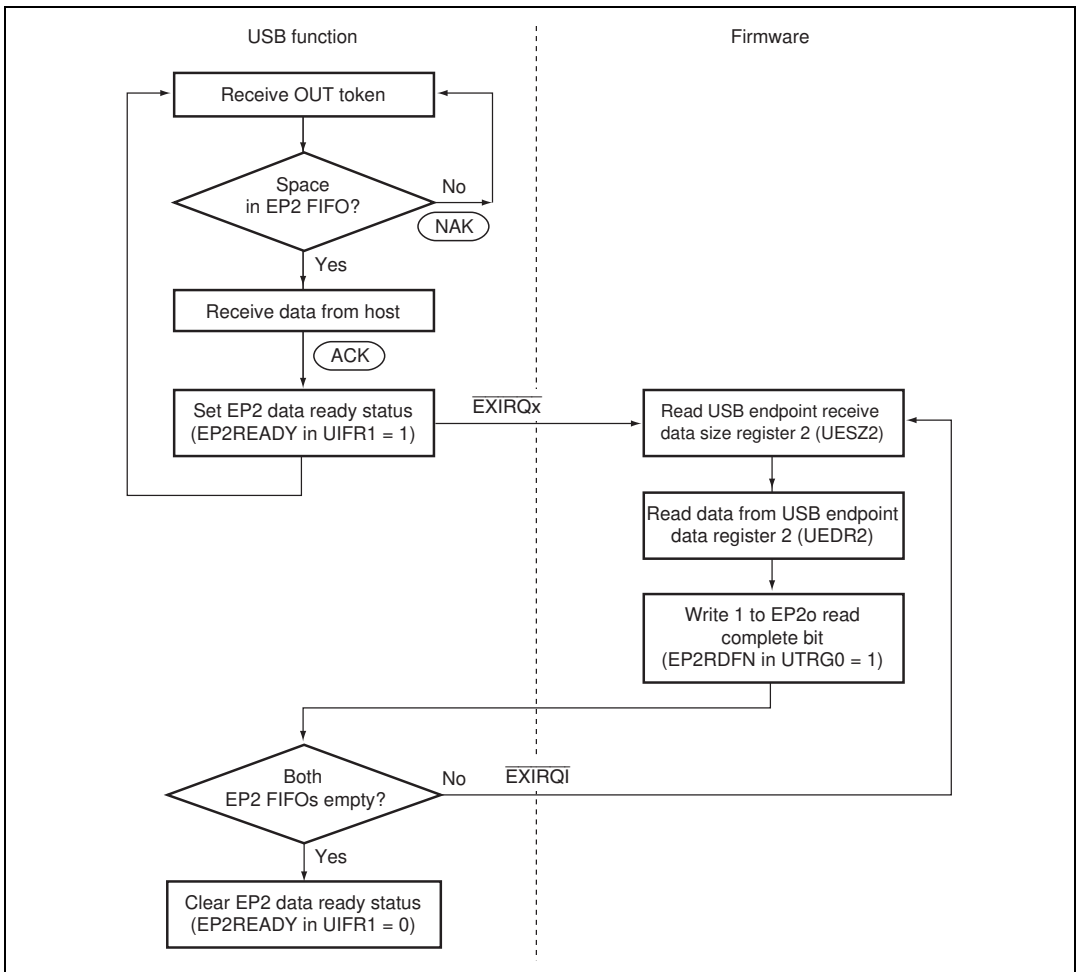 USB function
Firmware
Receive OUT token
Space
in EP2 FIFO?
No
NAK
Yes
Receive data from host
ACK
Set EP2 data ready status
(EP2READY in UIFR1 = 1)
EXIRQx
Read USB endpoint receive
data size register 2 (UESZ2)
Read data from USB endpoint
data register 2 (UEDR2)
Write 1 to EP2o read
complete bit
(EP2RDFN in UTRG0 = 1)
Both
EP2 FIFOs empty?
No
EXIRQI
Yes
Clear EP2 data ready status
(EP2READY in UIFR1 = 0)